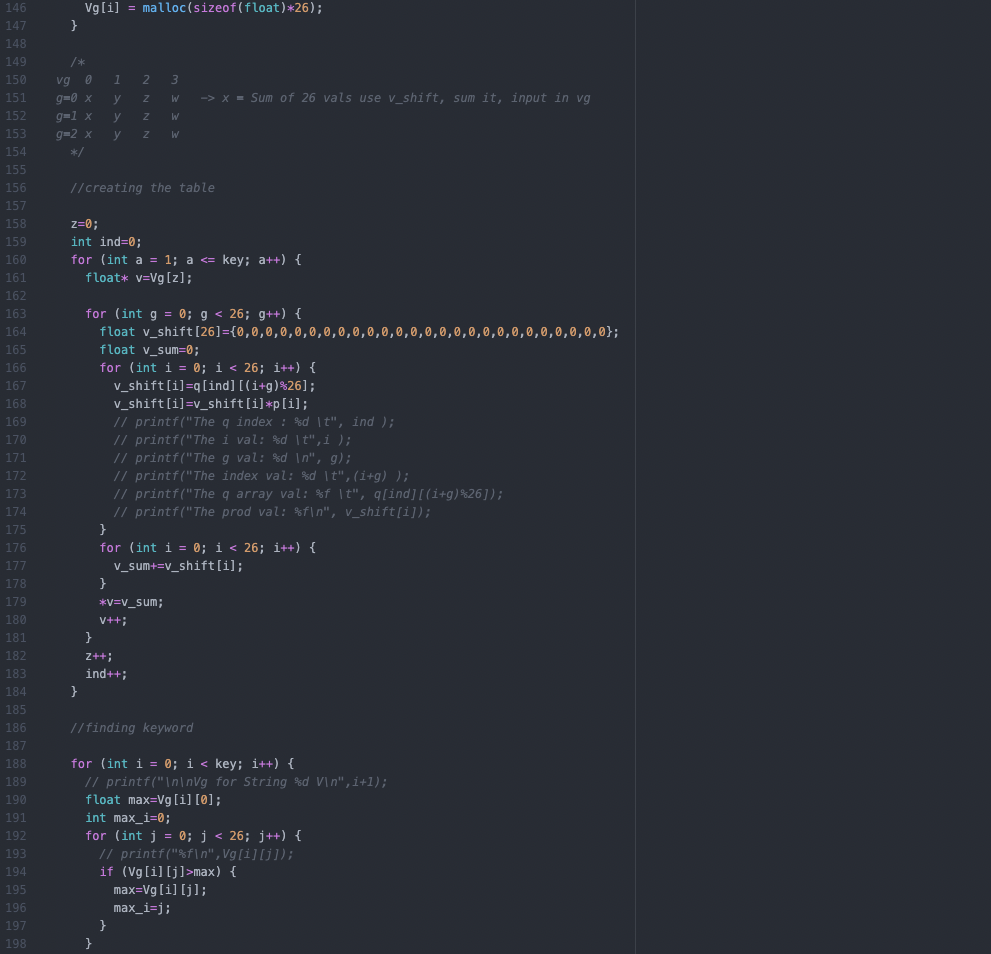 146 Vg[i] = malloc(sizeof(float)*26);
147 }
148
149 /*
150 vg 0 1 2 3
151 g=0 x y z w -> x = Sum of 26 vals use v_shift, sum it, input in vg
152 g=1 x y z w
153 g=2 x y z w
154 */
155
156 //creating the table
157
158 z=0;
159 int ind=0;
160 for (int a = 1; a <= key; a++) {
161 float* v=Vg[z];
162
163 for (int g = 0; g < 26; g++) {
164 float v_shift[26]={0,0,0,0,0,0,0,0,0,0,0,0,0,0,0,0,0,0,0,0,0,0,0,0,0,0};
165 float v_sum=0;
166 for (int i = 0; i < 26; i++) {
167 v_shift[i]=q[ind][(i+g)%26];
168 v_shift[i]=v_shift[i]*p[i];
169 // printf("The q index : %d \t", ind );
170 // printf("The i val: %d \t",i );
171 // printf("The g val: %d \n", g);
172 // printf("The index val: %d \t",(i+g) );
173 // printf("The q array val: %f \t", q[ind][(i+g)%26]);
174 // printf("The prod val: %f\n", v_shift[i]);
175 }
176 for (int i = 0; i < 26; i++) {
177 v_sum+=v_shift[i];
178 }
179 *v=v_sum;
180 v++;
181 }
182 z++;
183 ind++;
184 }
185
186 //finding keyword
187
188 for (int i = 0; i < key; i++) {
189 // printf("\n\nVg for String %d V\n",i+1);
190 float max=Vg[i][0];
191 int max_i=0;
192 for (int j = 0; j < 26; j++) {
193 // printf("%f\n",Vg[i][j]);
194 if (Vg[i][j]>max) {
195 max=Vg[i][j];
196 max_i=j;
197 }
198 }